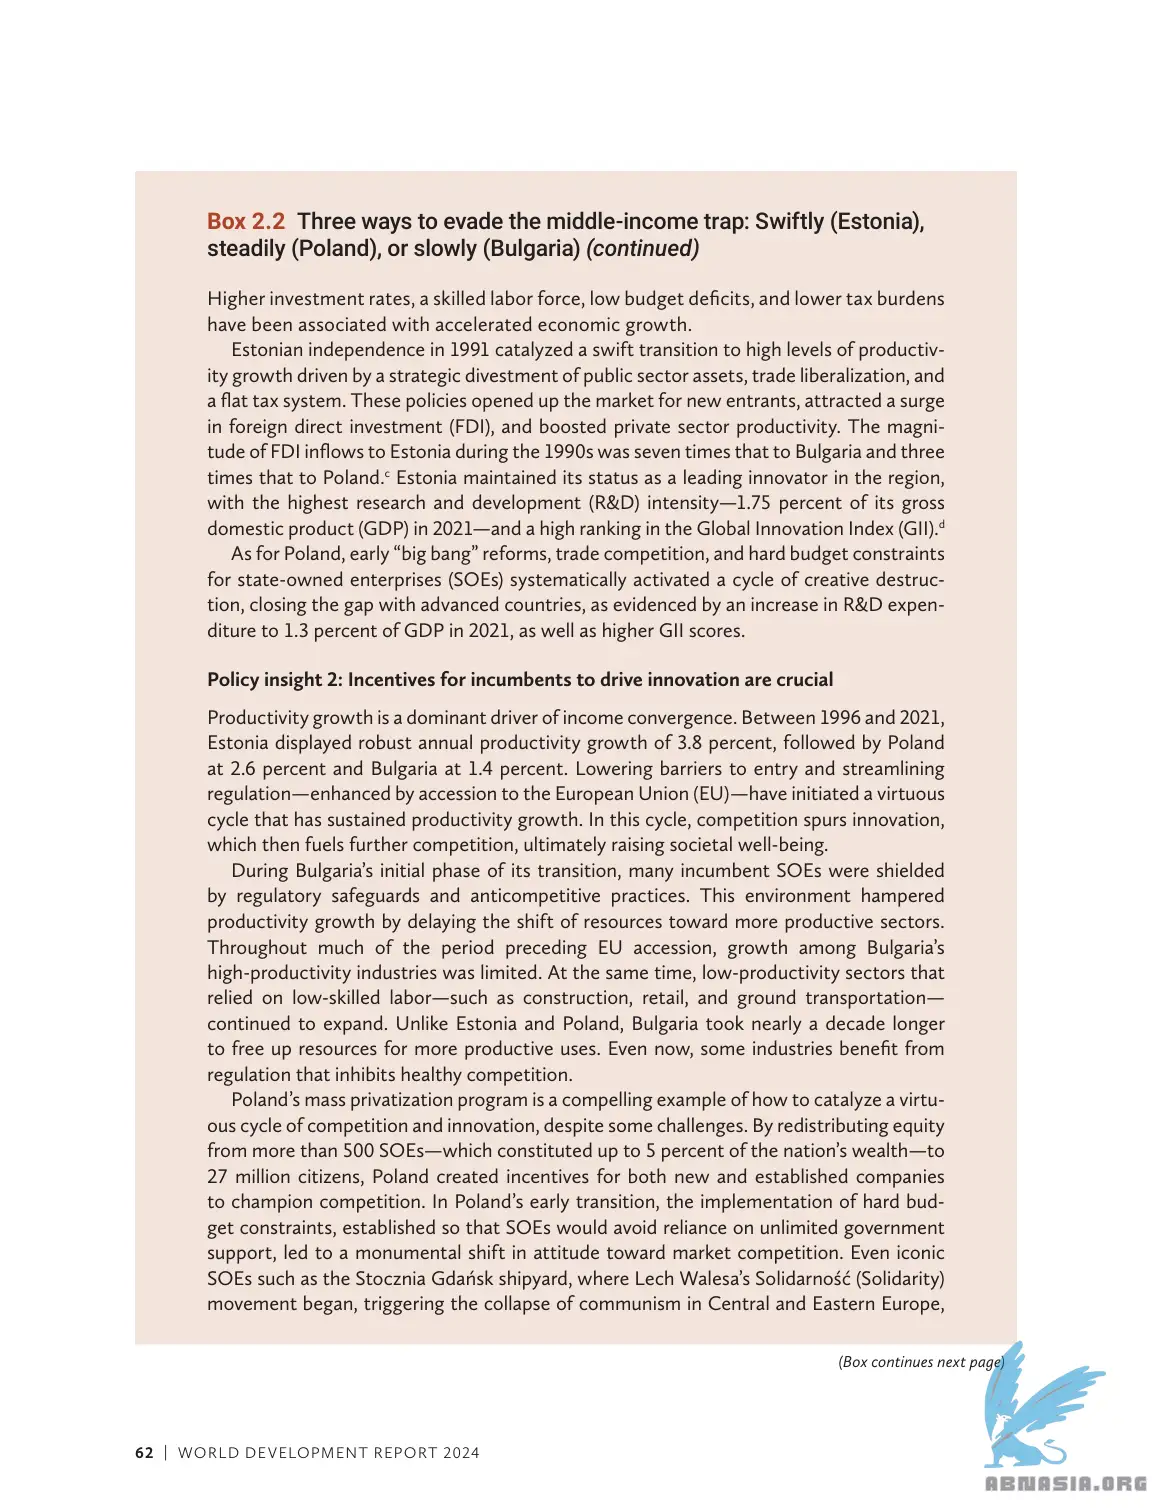 Box 2.2 Three ways to evade the middle-income trap: Swiftly (Estonia),
steadily (Poland), or slowly (Bulgaria) (continued)
Higher investment rates, a skilled labor force, low budget deficits, and lower tax burdens
have been associated with accelerated economic growth.
Estonian independence in 1991 catalyzed a swift transition to high levels of productiv-
ity growth driven by a strategic divestment of public sector assets, trade liberalization, and
a flat tax system. These policies opened up the market for new entrants, attracted a surge
in foreign direct investment (FDI), and boosted private sector productivity. The magni-
tude of FDI inflows to Estonia during the 1990s was seven times that to Bulgaria and three
times that to Poland.c Estonia maintained its status as a leading innovator in the region,
with the highest research and development (R&D) intensity—1.75 percent of its gross
domestic product (GDP) in 2021—and a high ranking in the Global Innovation Index (GII).d
As for Poland, early “big bang” reforms, trade competition, and hard budget constraints
for state-owned enterprises (SOEs) systematically activated a cycle of creative destruc-
tion, closing the gap with advanced countries, as evidenced by an increase in R&D expen-
diture to 1.3 percent of GDP in 2021, as well as higher GII scores.
Policy insight 2: Incentives for incumbents to drive innovation are crucial
Productivity growth is a dominant driver of income convergence. Between 1996 and 2021,
Estonia displayed robust annual productivity growth of 3.8 percent, followed by Poland
at 2.6 percent and Bulgaria at 1.4 percent. Lowering barriers to entry and streamlining
regulation—enhanced by accession to the European Union (EU)—have initiated a virtuous
cycle that has sustained productivity growth. In this cycle, competition spurs innovation,
which then fuels further competition, ultimately raising societal well-being.
During Bulgaria’s initial phase of its transition, many incumbent SOEs were shielded
by regulatory safeguards and anticompetitive practices. This environment hampered
productivity growth by delaying the shift of resources toward more productive sectors.
Throughout much of the period preceding EU accession, growth among Bulgaria’s
high-productivity industries was limited. At the same time, low-productivity sectors that
relied on low-skilled labor—such as construction, retail, and ground transportation—
continued to expand. Unlike Estonia and Poland, Bulgaria took nearly a decade longer
to free up resources for more productive uses. Even now, some industries benefit from
regulation that inhibits healthy competition.
Poland’s mass privatization program is a compelling example of how to catalyze a virtu-
ous cycle of competition and innovation, despite some challenges. By redistributing equity
from more than 500 SOEs—which constituted up to 5 percent of the nation’s wealth—to
27 million citizens, Poland created incentives for both new and established companies
to champion competition. In Poland’s early transition, the implementation of hard bud-
get constraints, established so that SOEs would avoid reliance on unlimited government
support, led to a monumental shift in attitude toward market competition. Even iconic
SOEs such as the Stocznia Gdańsk shipyard, where Lech Walesa’s Solidarność (Solidarity)
movement began, triggering the collapse of communism in Central and Eastern Europe,
(Box continues next page)
62 | WORLD DEVELOPMENT REPORT 2024
ABNASIA.ORG